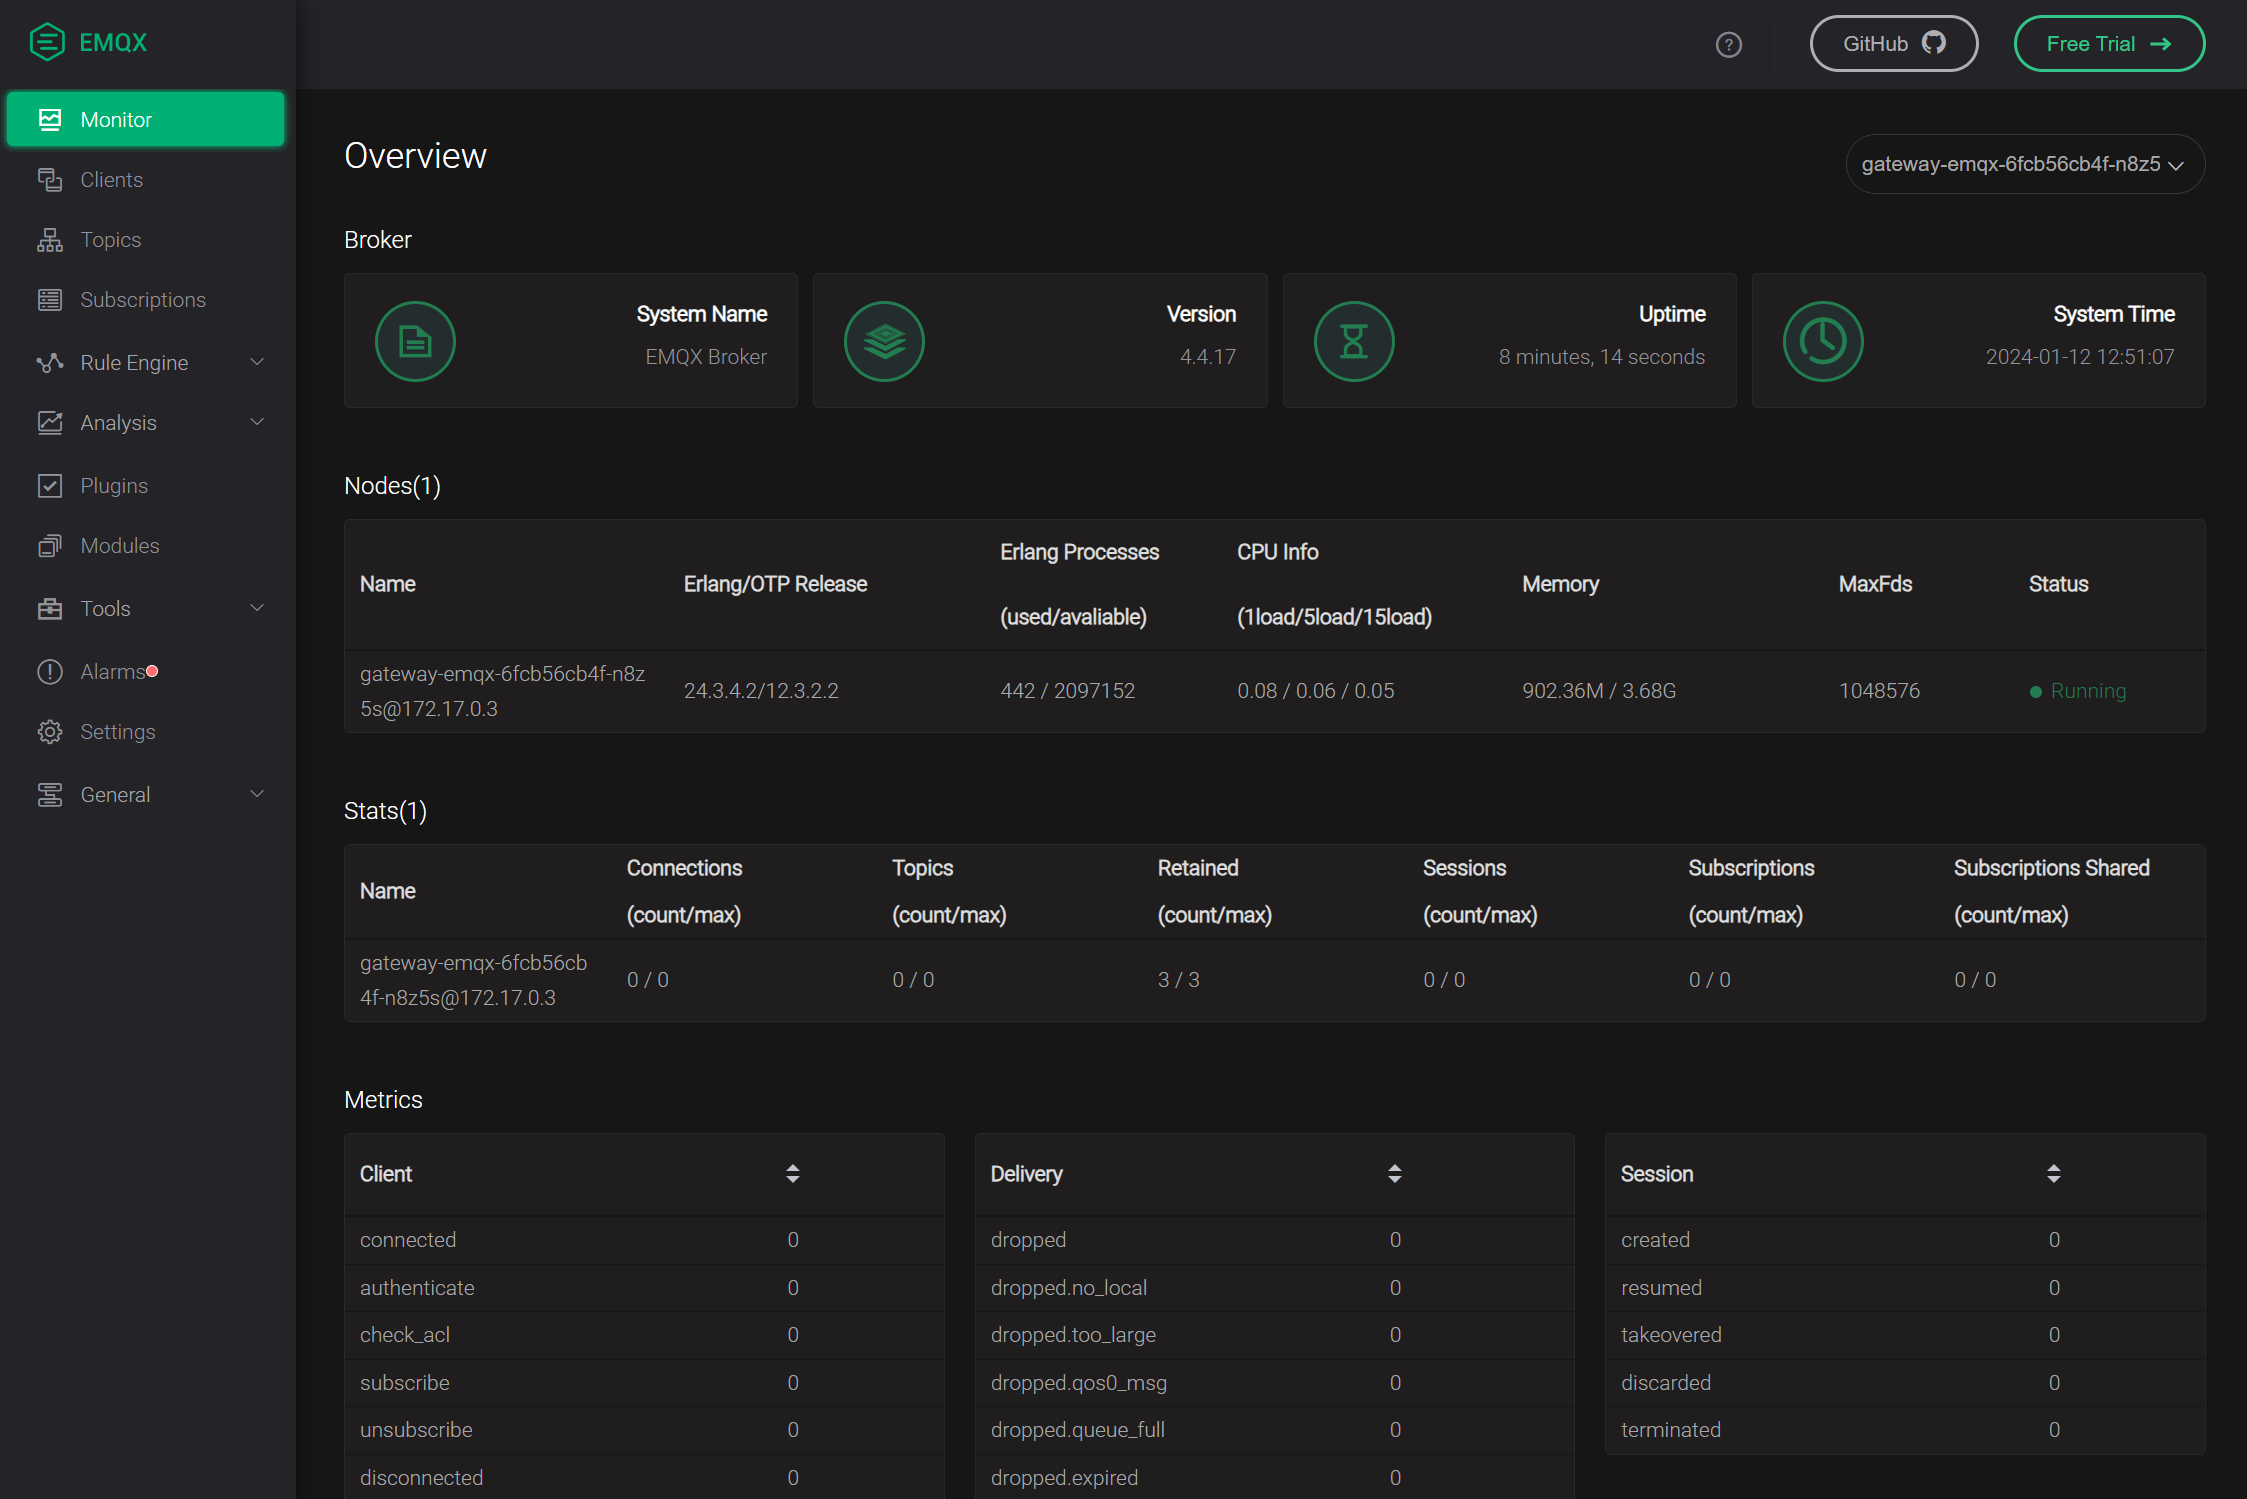 EMQX
GitHub
Free Trial
Monitor
Clients
Topics
Subscriptions
Rule Engine
Analysis
Plugins
Modules
Tools
Alarms
Settings
General
Overview
gateway-emqx-6fcb56cb4f-n8z5
Broker
System Name
EMQX Broker
Version
4.4.17
Uptime
8 minutes, 14 seconds
System Time
2024-01-12 12:51:07
Nodes(1)
Name Erlang/OTP Release Erlang Processes (used/avaliable) CPU Info (1load/5load/15load) Memory MaxFds Status
gateway-emqx-6fcb56cb4f-n8z
5s@172.17.0.3
24.3.4.2/12.3.2.2 442 / 2097152 0.08 / 0.06 / 0.05 902.36M / 3.68G 1048576 Running
Stats(1)
Name Connections (count/max) Topics (count/max) Retained (count/max) Sessions (count/max) Subscriptions (count/max) Subscriptions Shared (count/max)
gateway-emqx-6fcb56cb
4f-n8z5s@172.17.0.3
0 / 0 0 / 0 3 / 3 0 / 0 0 / 0 0 / 0
Metrics
Client
connected 0
authenticate 0
check_acl 0
subscribe 0
unsubscribe 0
disconnected 0
Delivery
dropped 0
dropped.no_local 0
dropped.too_large 0
dropped.qos0_msg 0
dropped.queue_full 0
dropped.expired 0
Session
created 0
resumed 0
takeovered 0
discarded 0
terminated 0